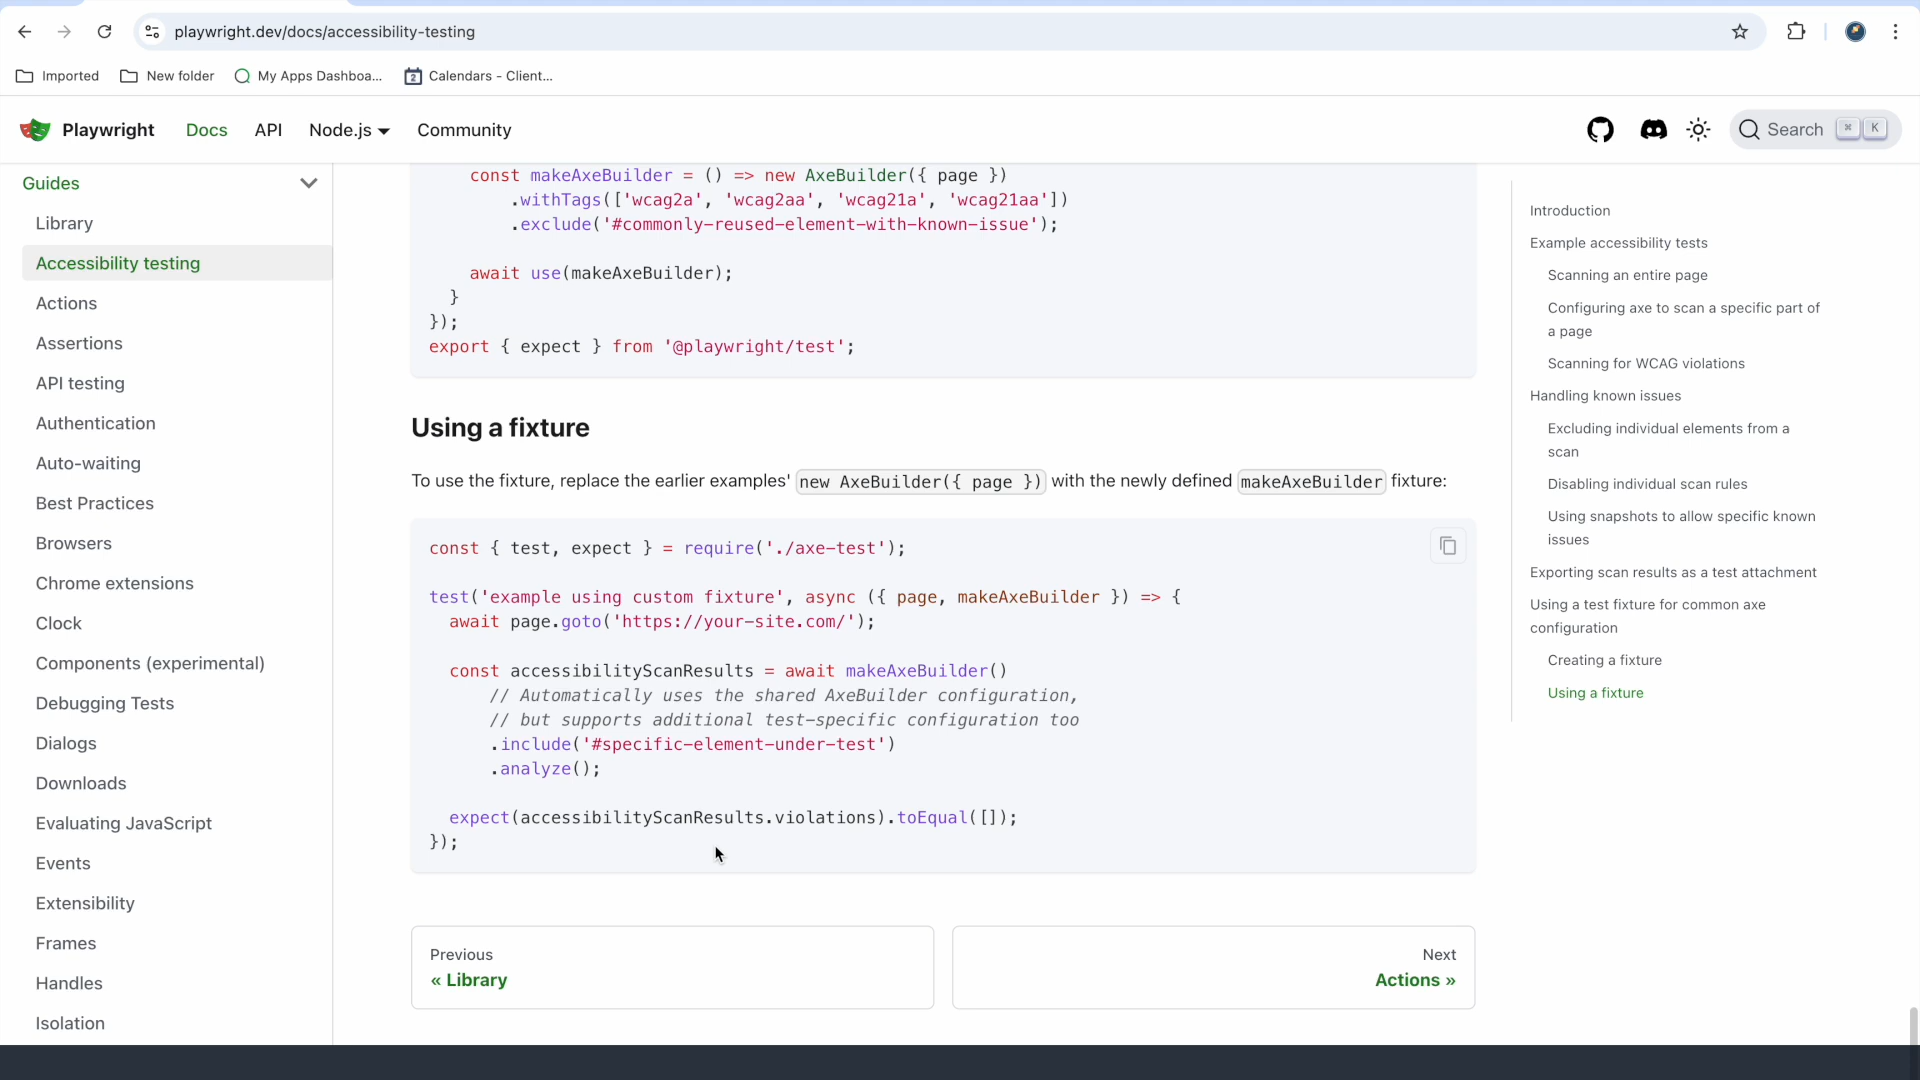 playwright.dev/docs/accessibility-testing
Imported
New folder
My Apps Dashboa...
2
Calendars - Client...
Playwright
Docs
API
Node.js
Community
Search
⌘
K
Guides
Library
Accessibility testing
Actions
Assertions
API testing
Authentication
Auto-waiting
Best Practices
Browsers
Chrome extensions
Clock
Components (experimental)
Debugging Tests
Dialogs
Downloads
Evaluating JavaScript
Events
Extensibility
Frames
Handles
Isolation
const makeAxeBuilder = () => new AxeBuilder({ page })
.withTags(['wcag2a', 'wcag2aa', 'wcag21a', 'wcag21aa'])
.exclude('#commonly-reused-element-with-known-issue');
await use(makeAxeBuilder);
}
});
export { expect } from '@playwright/test';
Using a fixture
To use the fixture, replace the earlier examples' new AxeBuilder({ page }) with the newly defined makeAxeBuilder fixture:
const { test, expect } = require('./axe-test');
test('example using custom fixture', async ({ page, makeAxeBuilder }) => {
await page.goto('https://your-site.com/');
const accessibilityScanResults = await makeAxeBuilder()
// Automatically uses the shared AxeBuilder configuration,
// but supports additional test-specific configuration too
.include('#specific-element-under-test')
.analyze();
expect(accessibilityScanResults.violations).toEqual([]);
});
Previous
« Library
Next
Actions »
Introduction
Example accessibility tests
Scanning an entire page
Configuring axe to scan a specific part of
a page
Scanning for WCAG violations
Handling known issues
Excluding individual elements from a
scan
Disabling individual scan rules
Using snapshots to allow specific known
issues
Exporting scan results as a test attachment
Using a test fixture for common axe
configuration
Creating a fixture
Using a fixture